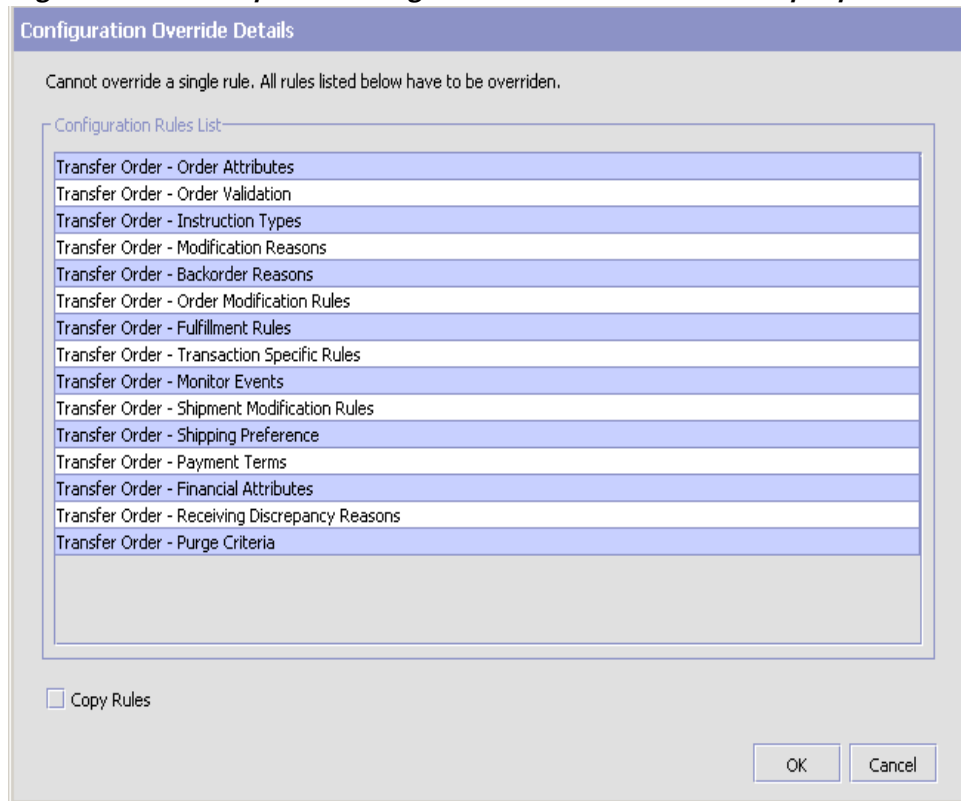 Configuration Override Details
Cannot override a single rule. All rules listed below have to be overriden.
Configuration Rules List
Transfer Order - Order Attributes
Transfer Order - Order Validation
Transfer Order - Instruction Types
Transfer Order - Modification Reasons
Transfer Order - Backorder Reasons
Transfer Order - Order Modification Rules
Transfer Order - Fulfillment Rules
Transfer Order - Transaction Specific Rules
Transfer Order - Monitor Events
Transfer Order - Shipment Modification Rules
Transfer Order - Shipping Preference
Transfer Order - Payment Terms
Transfer Order - Financial Attributes
Transfer Order - Receiving Discrepancy Reasons
Transfer Order - Purge Criteria
Copy Rules
OK Cancel